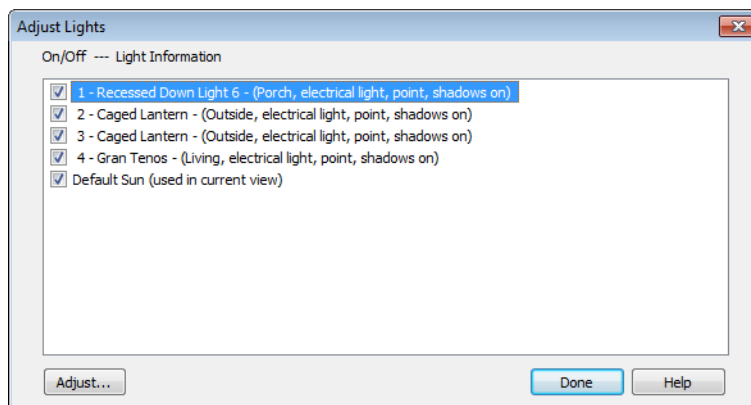 Adjust Lights
On/Off --- Light Information
1 - Recessed Down Light 6 - (Porch, electrical light, point, shadows on)
2 - Caged Lantern - (Outside, electrical light, point, shadows on)
3 - Caged Lantern - (Outside, electrical light, point, shadows on)
4 - Gran Tenos - (Living, electrical light, point, shadows on)
Default Sun (used in current view)
Adjust... Done Help